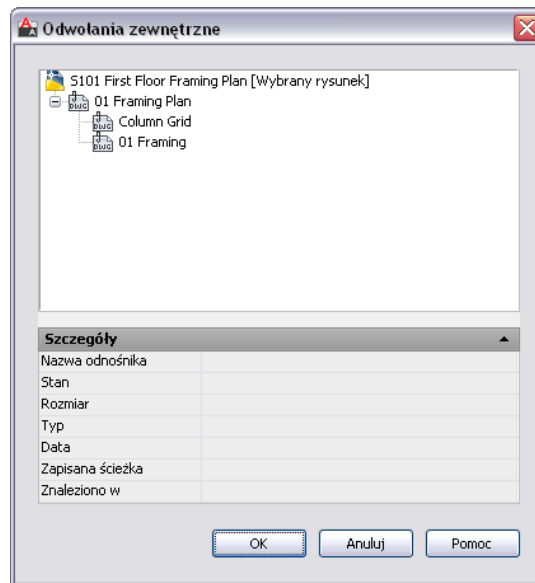 Odwołania zewnętrzne
S101 First Floor Framing Plan [Wybrany rysunek]
01 Framing Plan
Column Grid
01 Framing
Szczegóły
Nazwa odnośnika
Stan
Rozmiar
Typ
Data
Zapisana ścieżka
Znaleziono w
OK Anuluj Pomoc